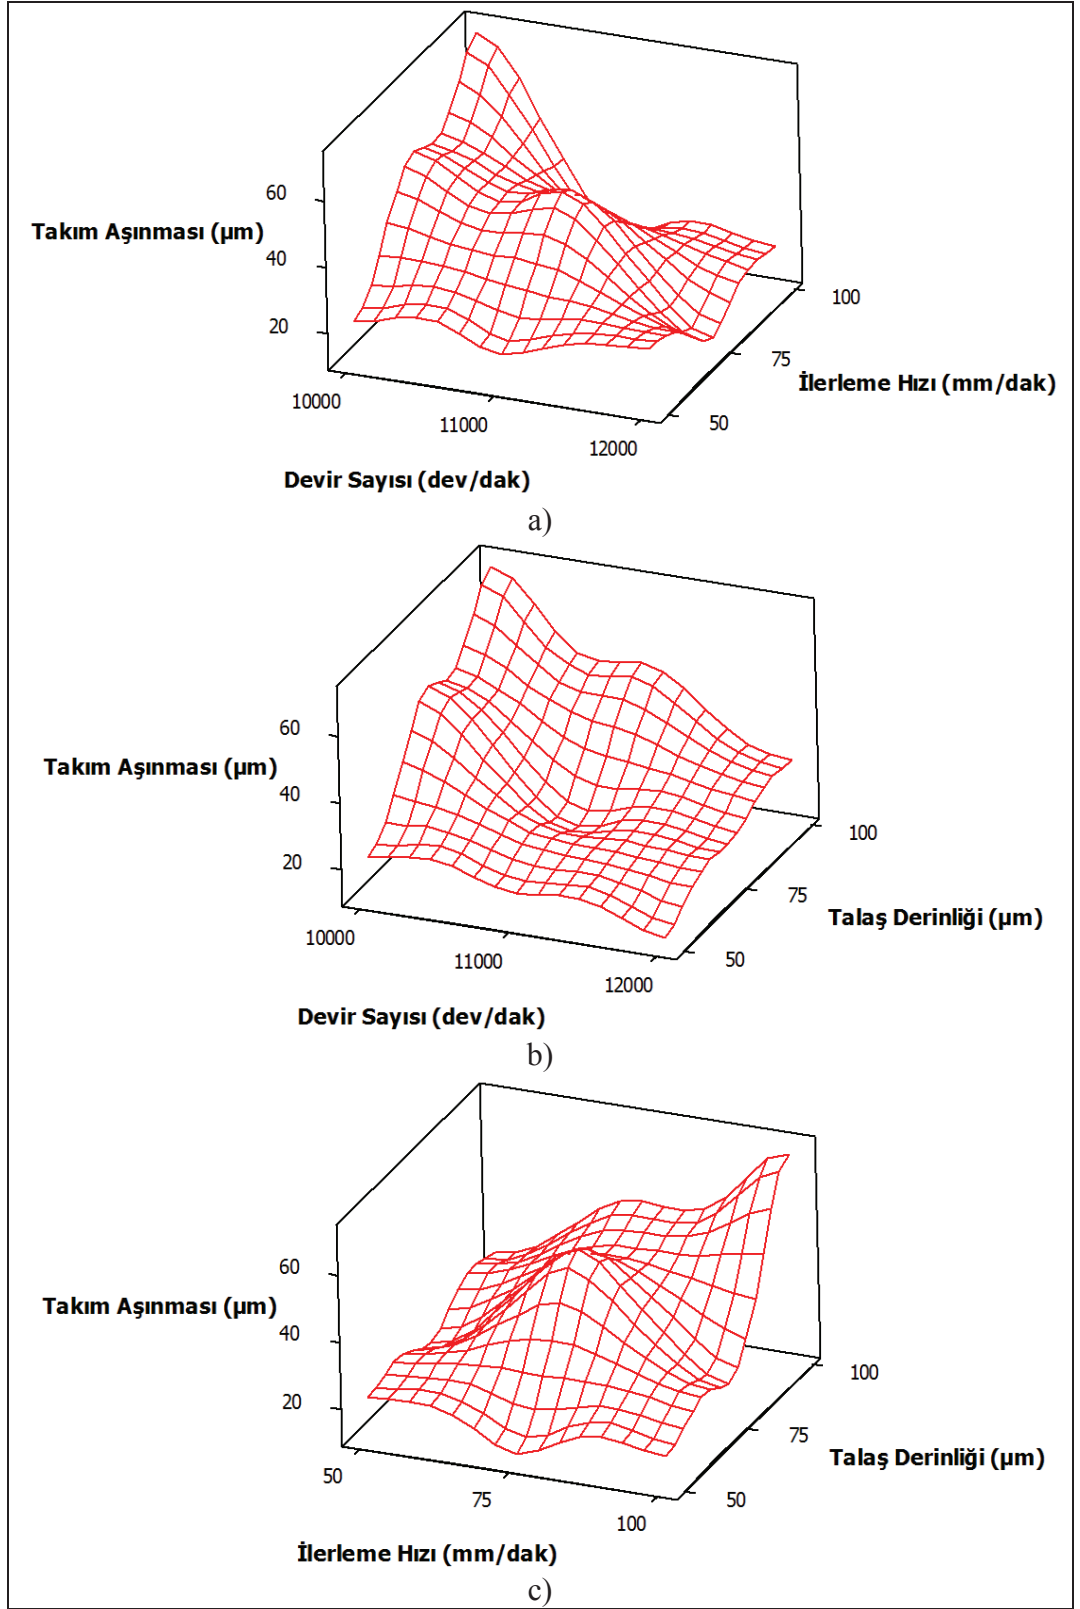 60
Takım Aşınması (µm)
40
20
100
75
İlerleme Hızı (mm/dak)
50
10000
11000
12000
Devir Sayısı (dev/dak)
a)
60
Takım Aşınması (µm)
40
20
100
75
Talaş Derinliği (µm)
50
10000
11000
12000
Devir Sayısı (dev/dak)
b)
60
Takım Aşınması (µm)
40
20
100
75
Talaş Derinliği (µm)
50
50
75
100
İlerleme Hızı (mm/dak)
c)